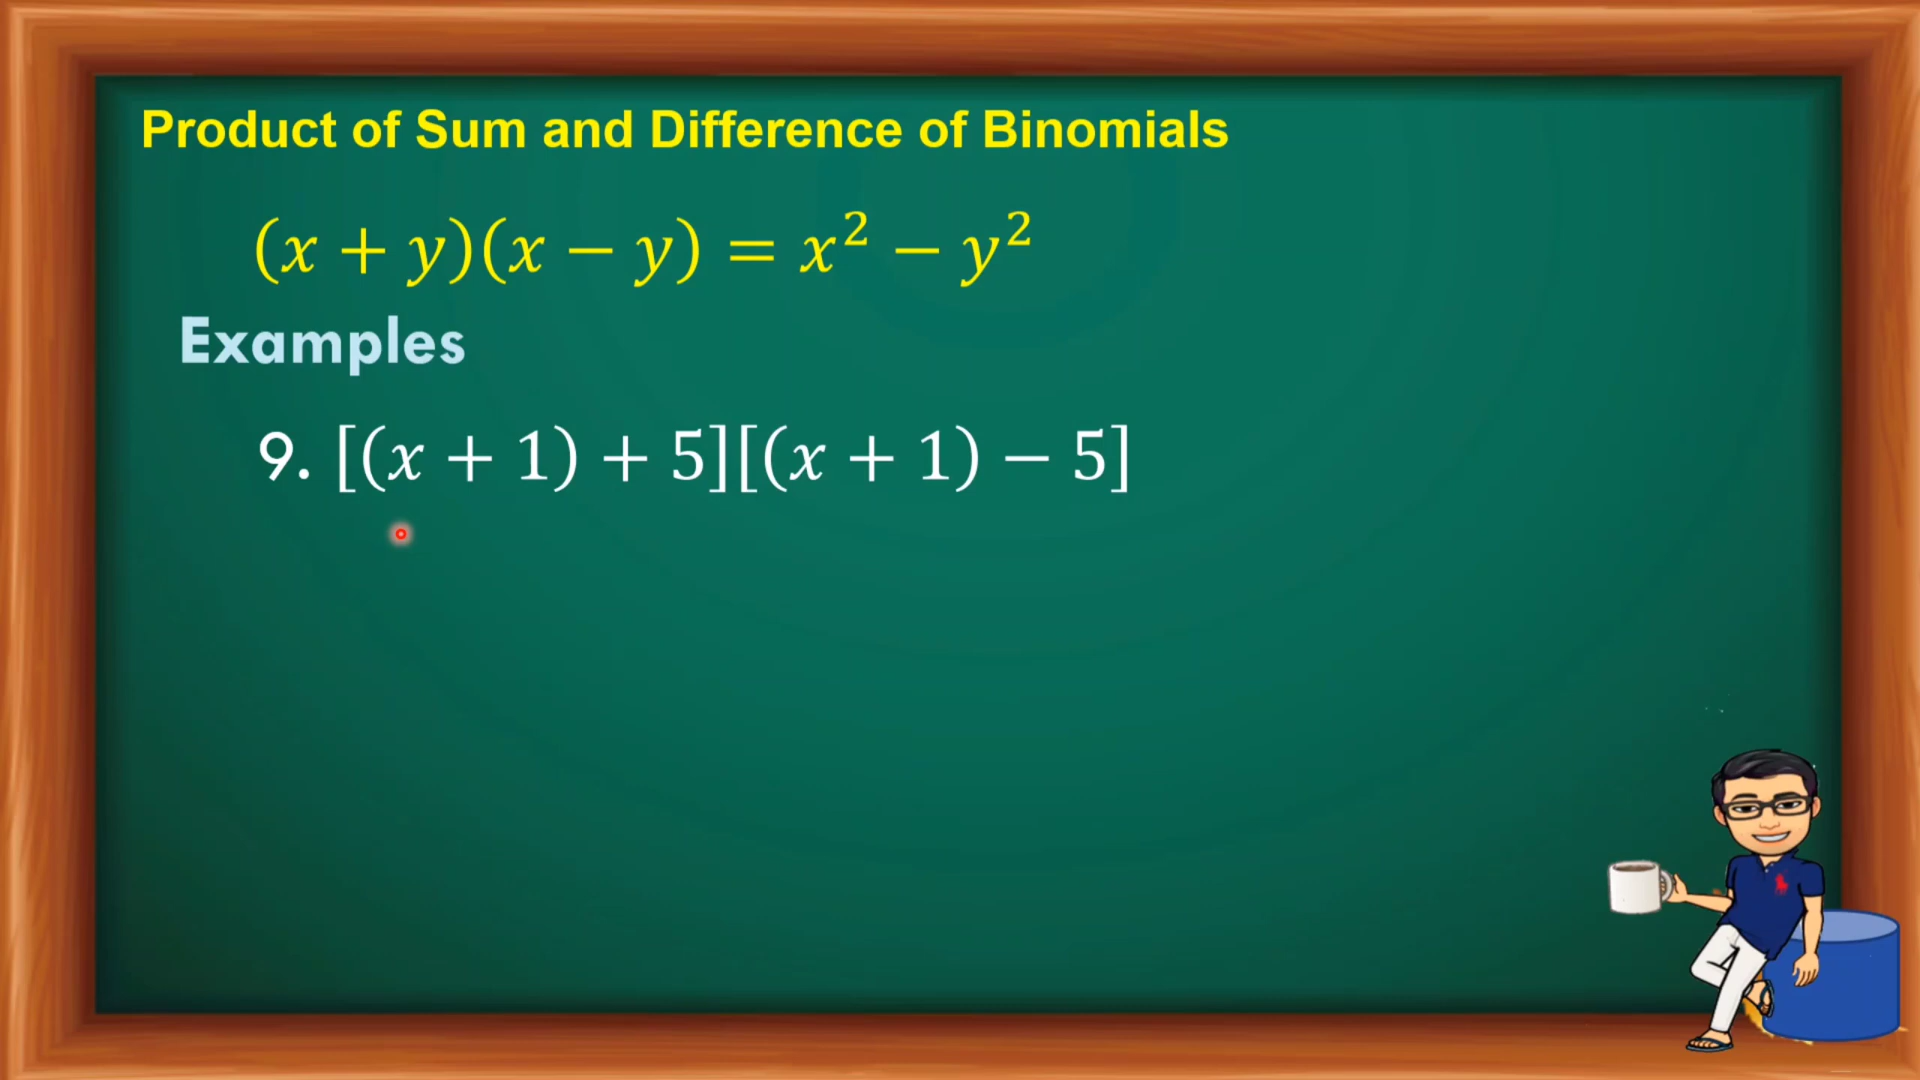 Product of Sum and Difference of Binomials
(x + y)(x − y) = x² − y²
Examples
9. [(x + 1) + 5][(x + 1) − 5]